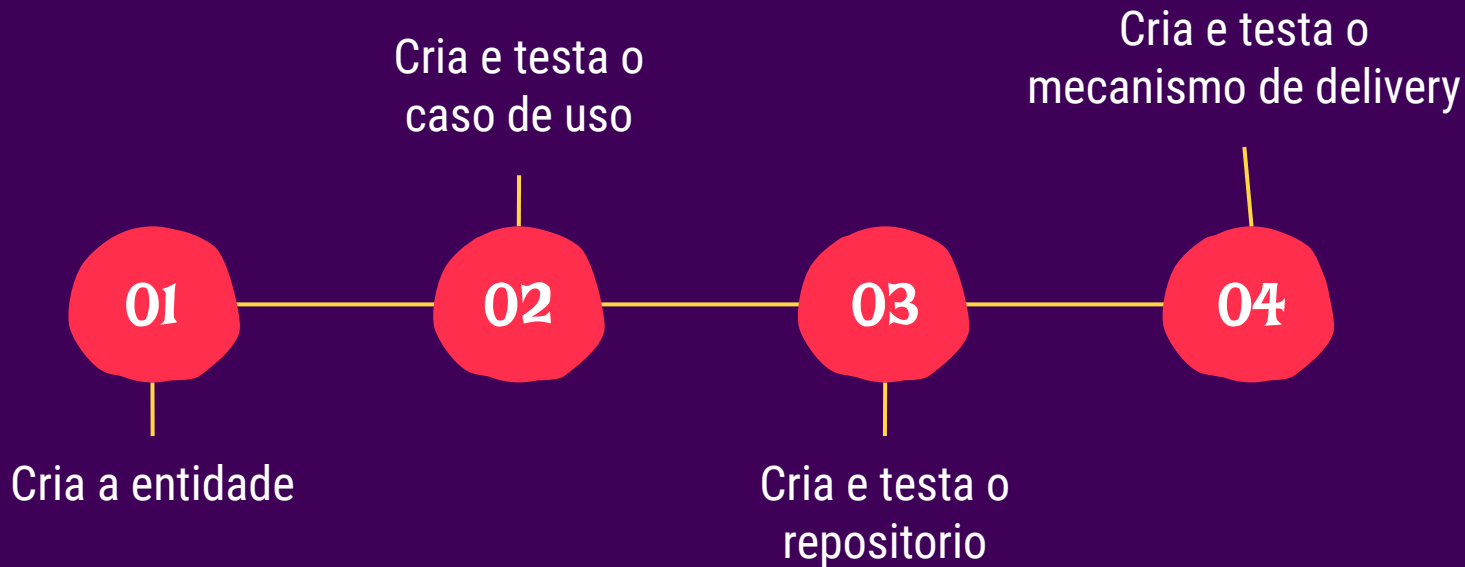 01
Cria a entidade
Cria e testa o
caso de uso
02
03
Cria e testa o
repositorio
Cria e testa o
mecanismo de delivery
04